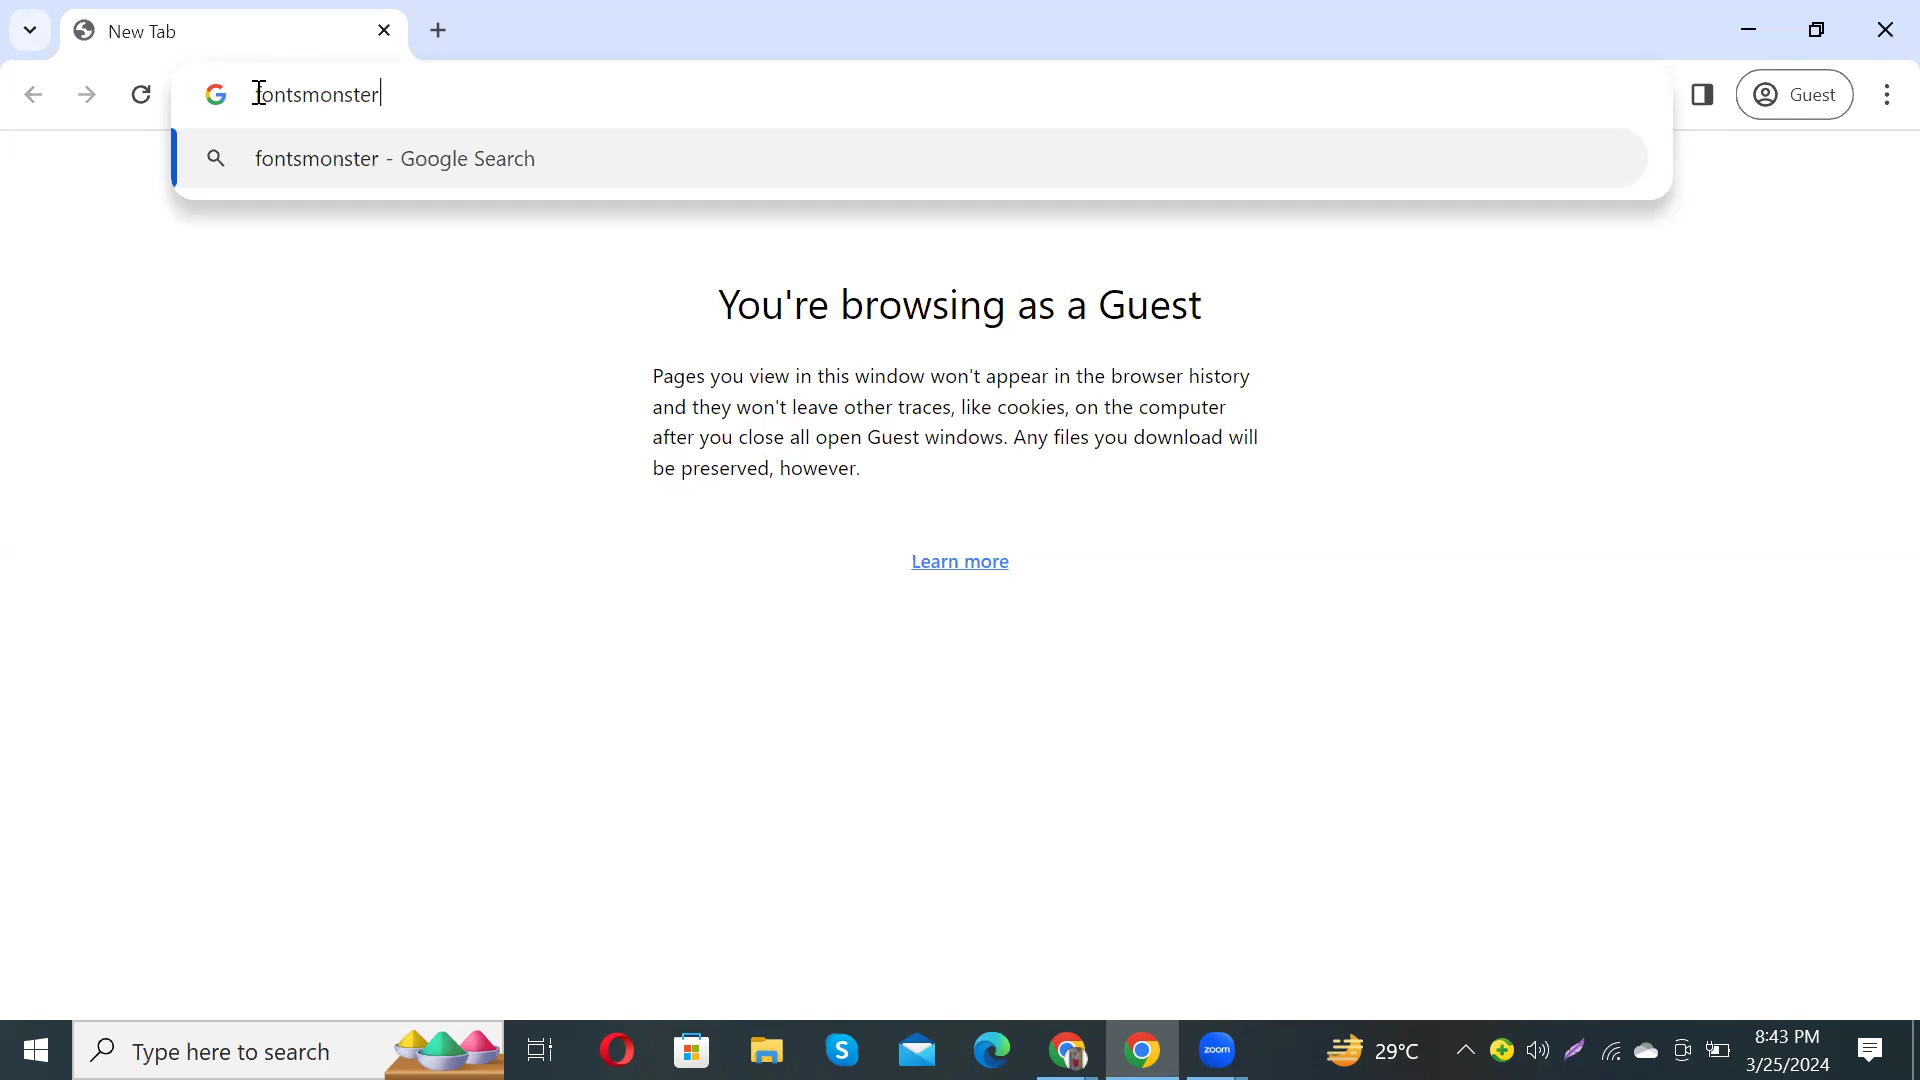 New Tab
fontsmonster
Guest
fontsmonster - Google Search
You're browsing as a Guest
Pages you view in this window won't appear in the browser history
and they won't leave other traces, like cookies, on the computer
after you close all open Guest windows. Any files you download will
be preserved, however.
Learn more
Type here to search
S
zoom
29°C
8:43 PM
3/25/2024